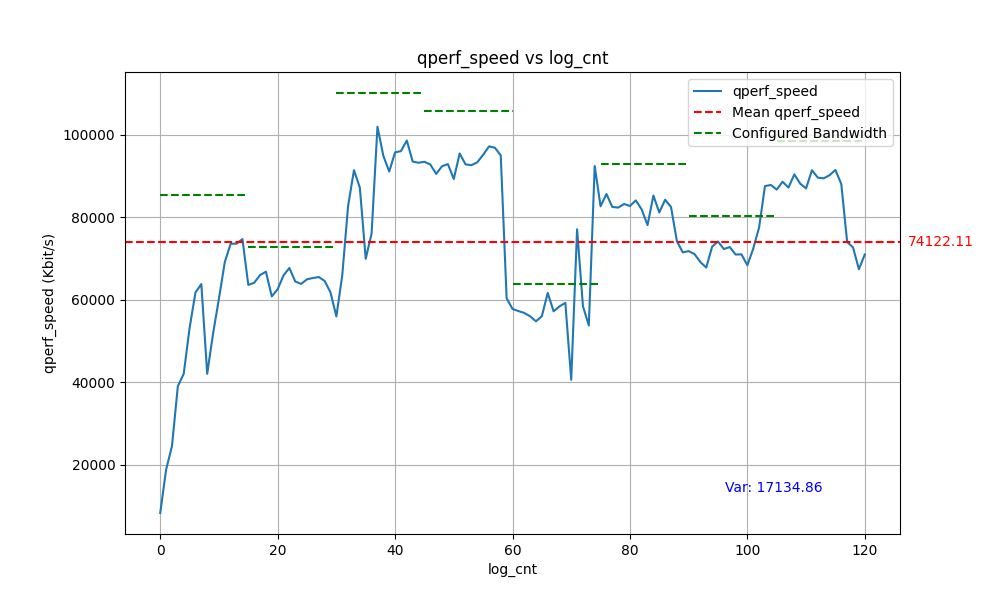 qperf_speed vs log_cnt
qperf_speed
Mean qperf_speed
Configured Bandwidth
qperf_speed (Kbit/s)
100000
80000
60000
40000
20000
74122.11
Var: 17134.86
0 20 40 60 80 100 120
log_cnt